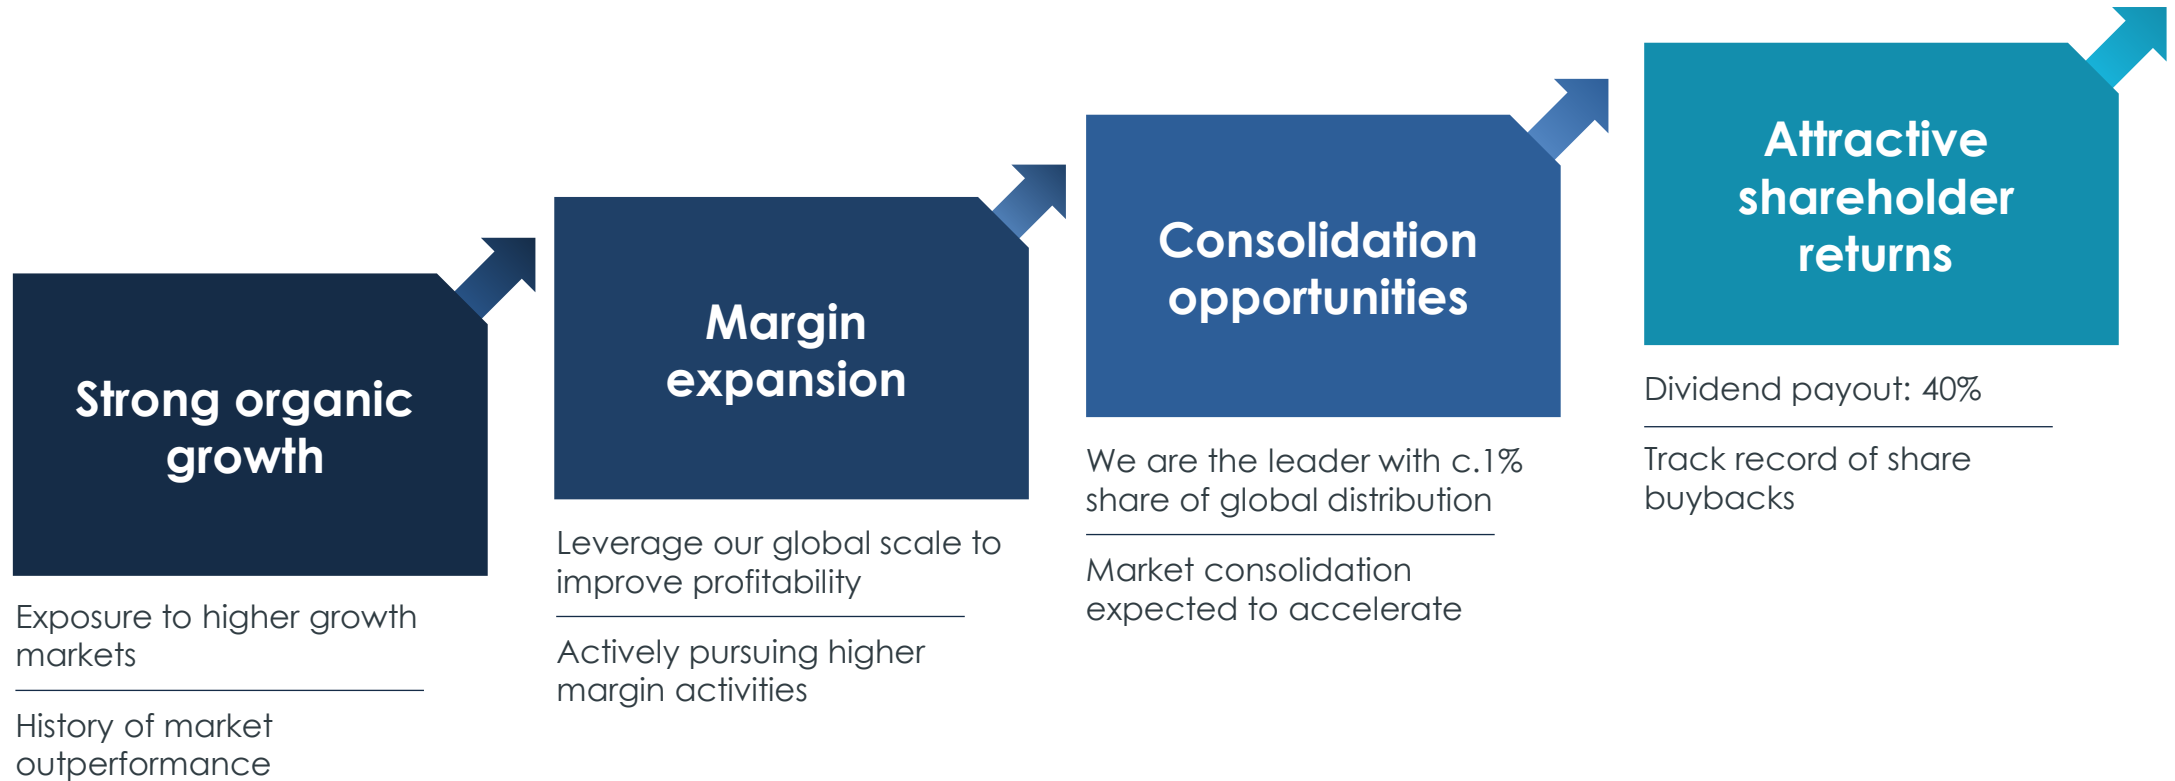 Strong organic
growth
Exposure to higher growth
markets
History of market
outperformance
Margin
expansion
Leverage our global scale to
improve profitability
Actively pursuing higher
margin activities
Consolidation
opportunities
We are the leader with c.1%
share of global distribution
Market consolidation
expected to accelerate
Attractive
shareholder
returns
Dividend payout: 40%
Track record of share
buybacks